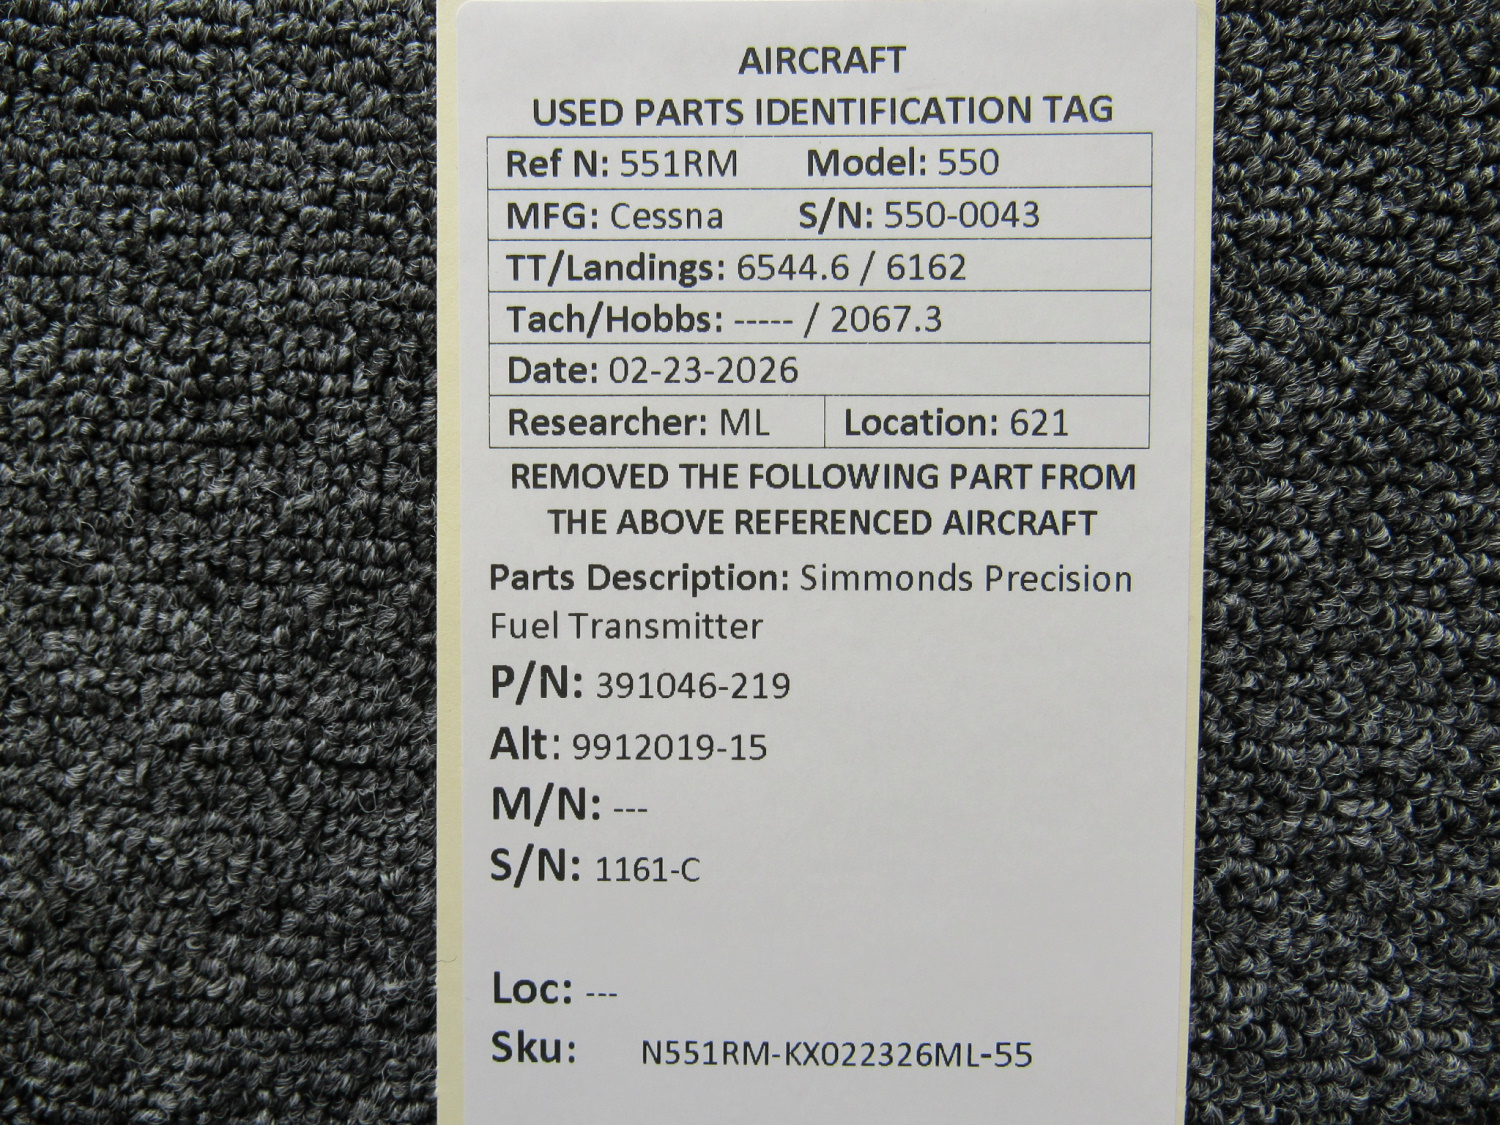 AIRCRAFT
USED PARTS IDENTIFICATION TAG
Ref N: 551RM Model: 550
MFG: Cessna S/N: 550-0043
TT/Landings: 6544.6 / 6162
Tach/Hobbs: ----- / 2067.3
Date: 02-23-2026
Researcher: ML Location: 621
REMOVED THE FOLLOWING PART FROM
THE ABOVE REFERENCED AIRCRAFT
Parts Description: Simmonds Precision
Fuel Transmitter
P/N: 391046-219
Alt: 9912019-15
M/N: ---
S/N: 1161-C
Loc: ---
Sku: N551RM-KX022326ML-55